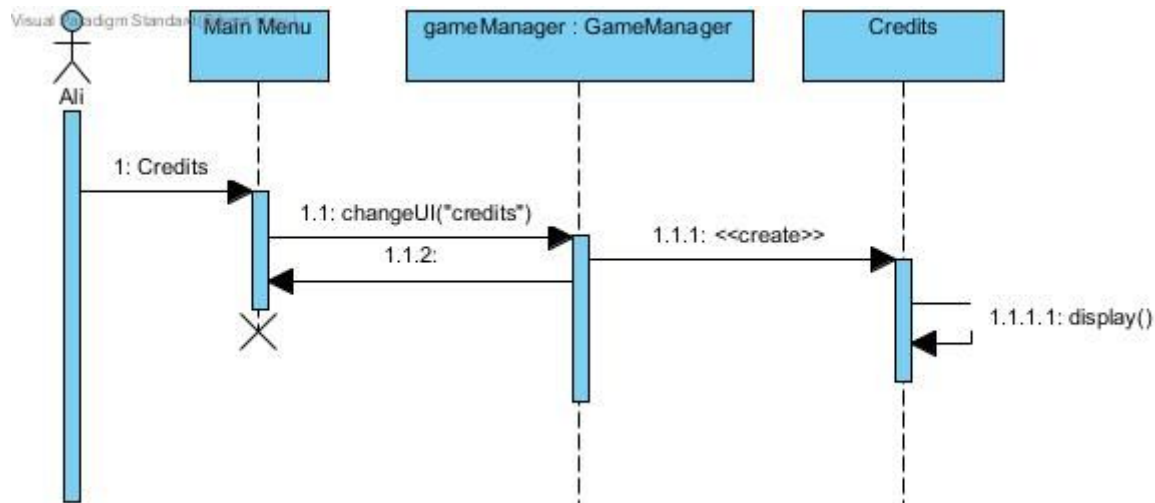 Visual Paradigm Standard
Main Menu
gameManager : GameManager
Credits
Ali
1: Credits
1.1: changeUI("credits")
1.1.1: <<create>>
1.1.2:
1.1.1.1: display()